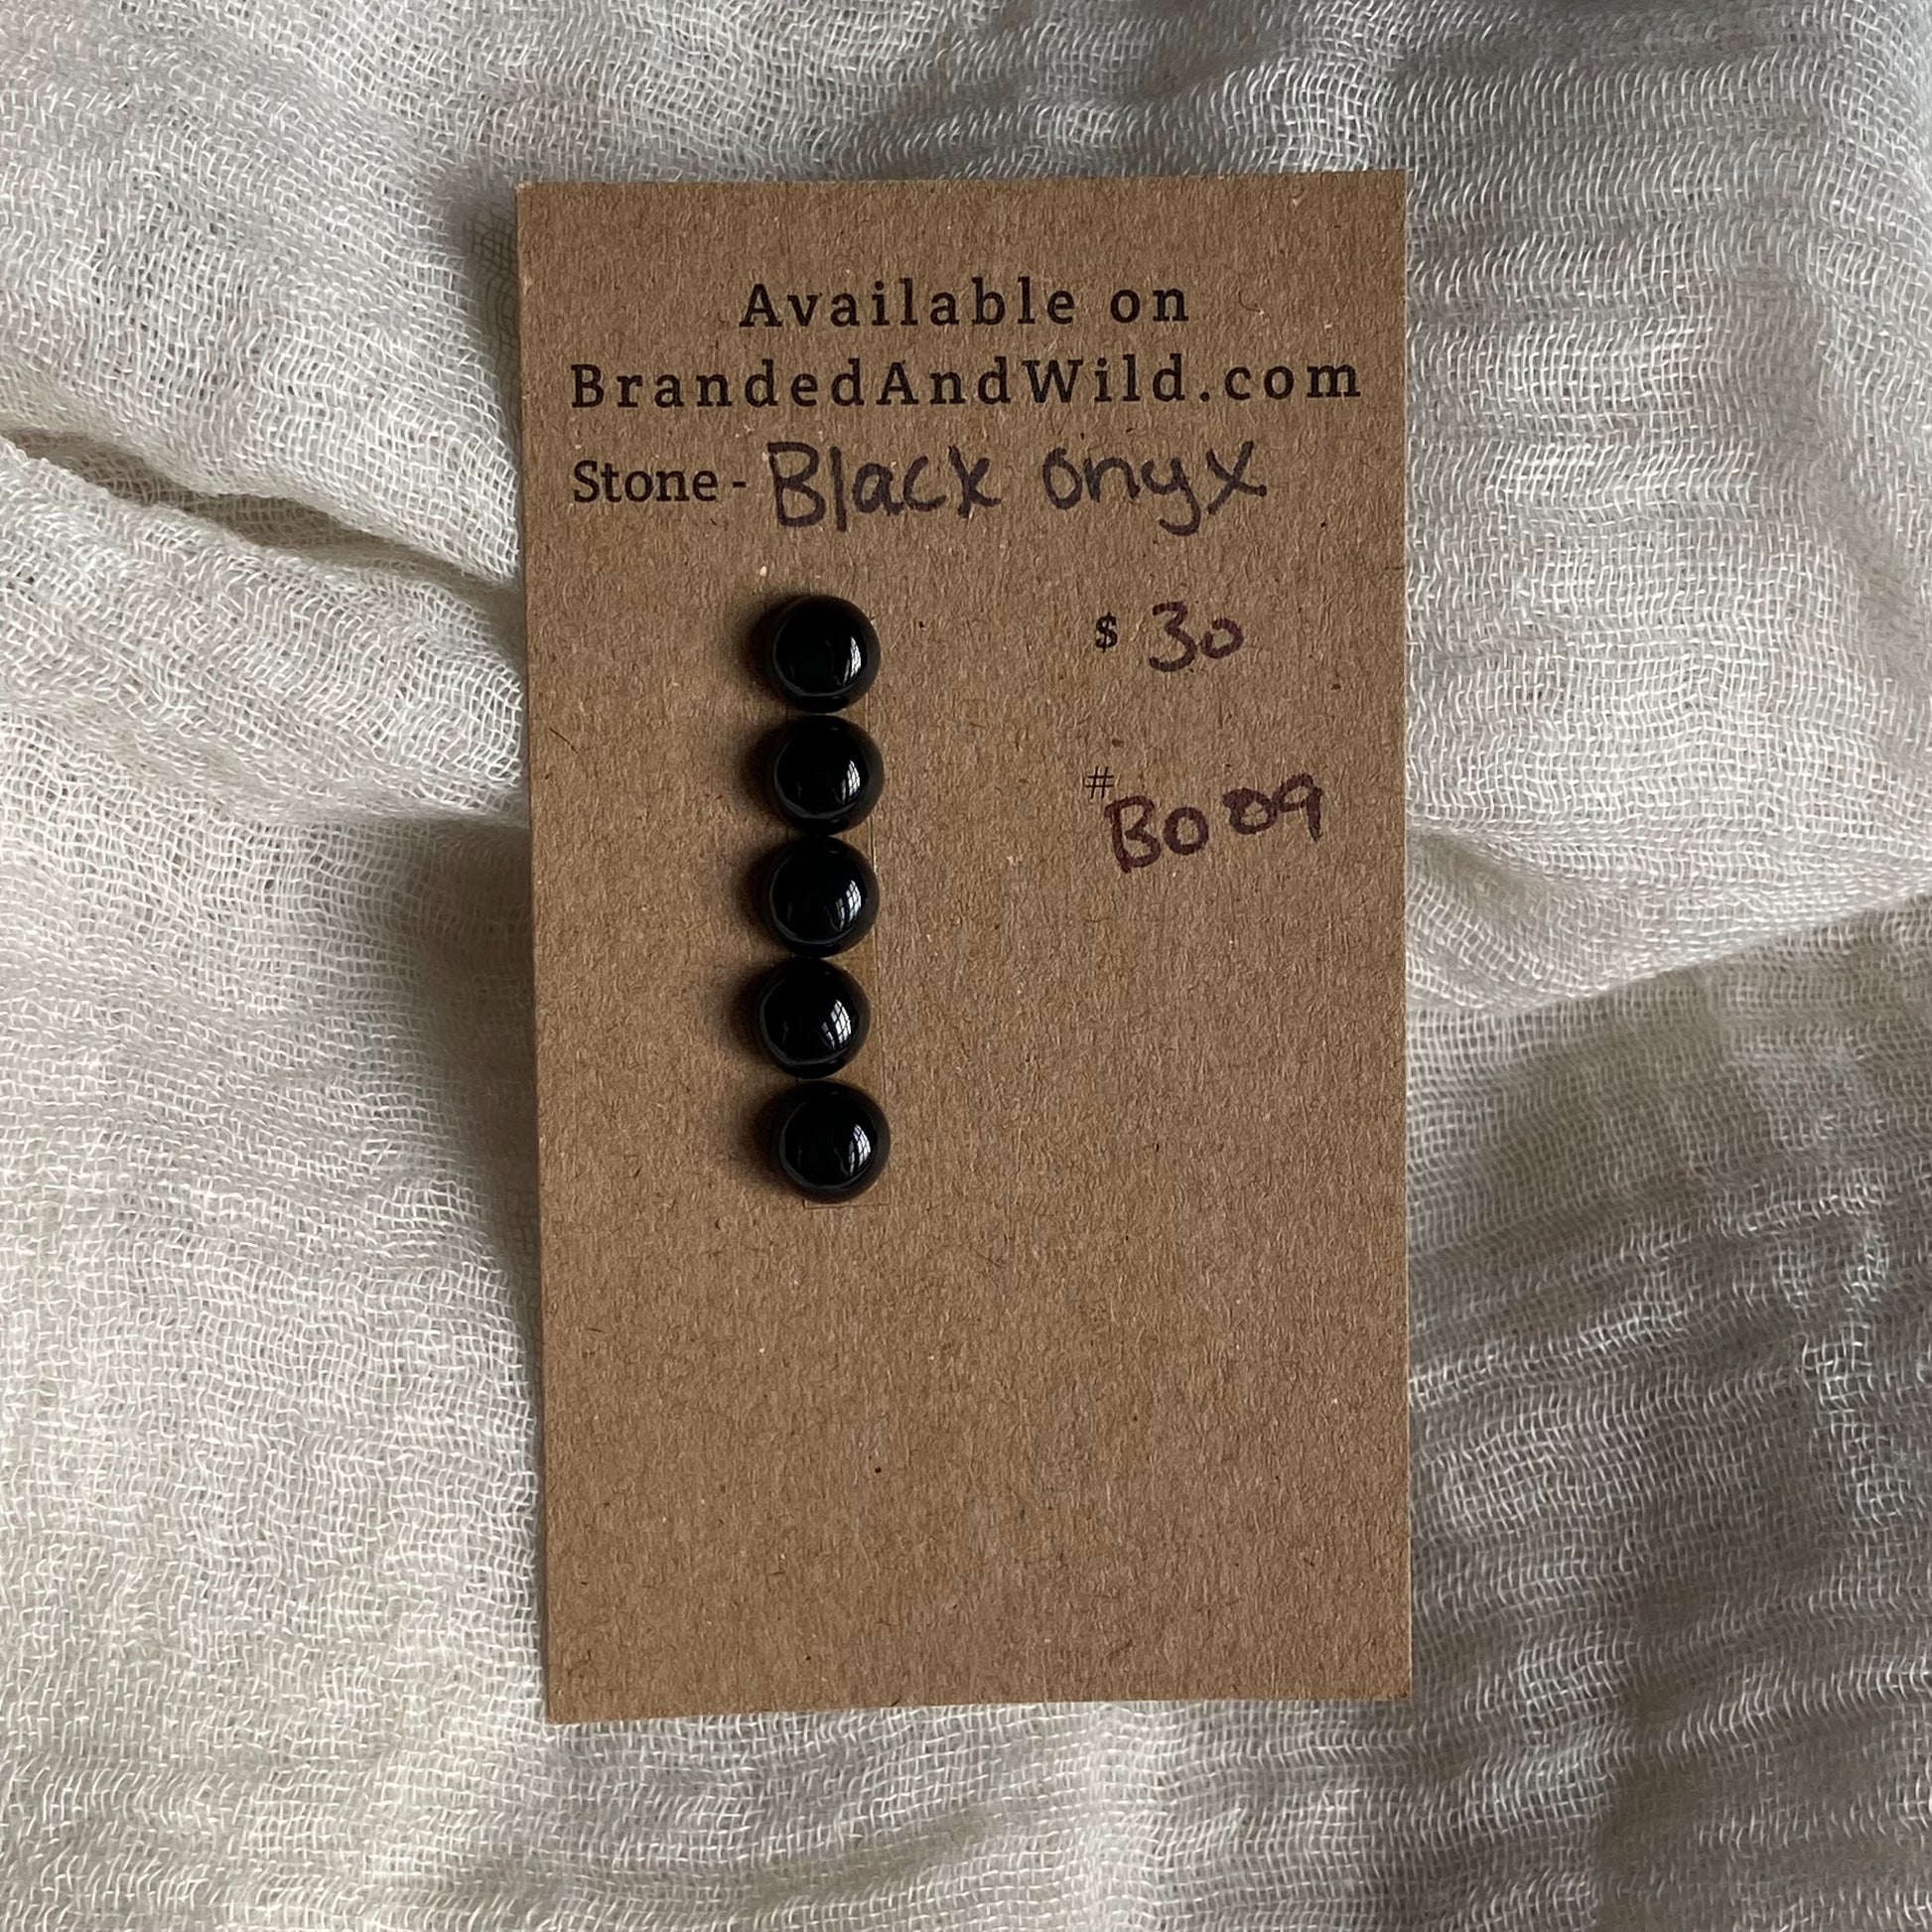 Available on
BrandedAndWild.com
Stone - Black onyx
$ 30
#
B009